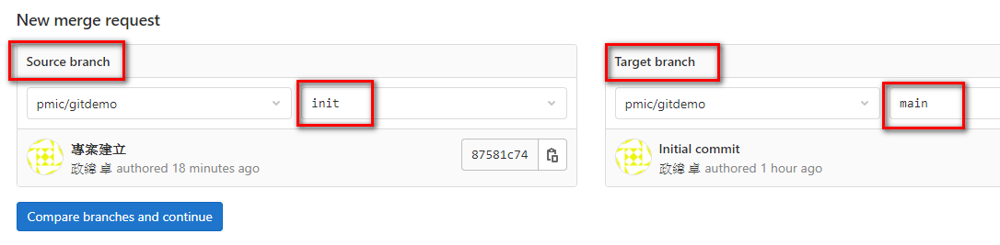 New merge request
Source branch
pmic/gitdemo
init
專案建立
政緯 卓 authored 18 minutes ago
87581c74
Target branch
pmic/gitdemo
main
Initial commit
政緯 卓 authored 1 hour ago
Compare branches and continue